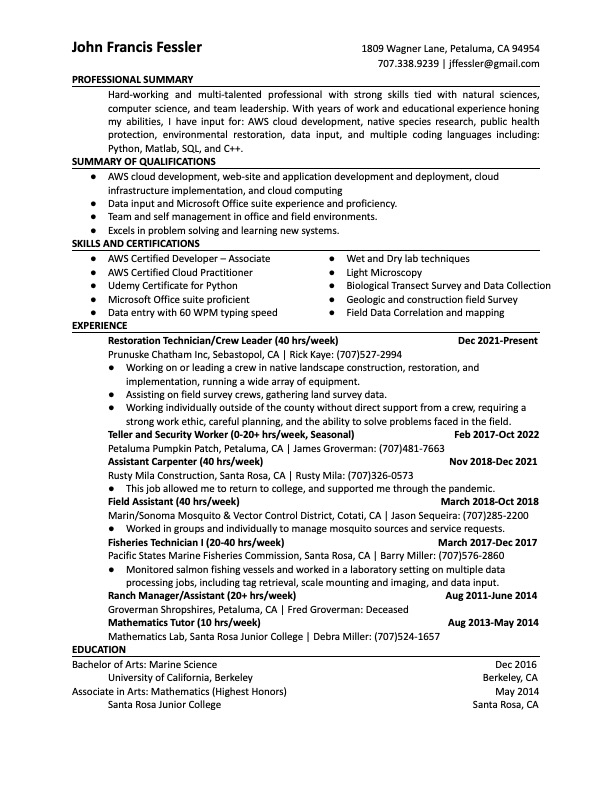 John Francis Fessler
1809 Wagner Lane, Petaluma, CA 94954
707.338.9239 | jffessler@gmail.com
PROFESSIONAL SUMMARY
Hard-working and multi-talented professional with strong skills tied with natural sciences,
computer science, and team leadership. With years of work and educational experience honing
my abilities, I have input for: AWS cloud development, native species research, public health
protection, environmental restoration, data input, and multiple coding languages including:
Python, Matlab, SQL, and C++.
SUMMARY OF QUALIFICATIONS
● AWS cloud development, web-site and application development and deployment, cloud
infrastructure implementation, and cloud computing
● Data input and Microsoft Office suite experience and proficiency.
● Team and self management in office and field environments.
● Excels in problem solving and learning new systems.
SKILLS AND CERTIFICATIONS
● AWS Certified Developer – Associate
● AWS Certified Cloud Practitioner
● Udemy Certificate for Python
● Microsoft Office suite proficient
● Data entry with 60 WPM typing speed
● Wet and Dry lab techniques
● Light Microscopy
● Biological Transect Survey and Data Collection
● Geologic and construction field Survey
● Field Data Correlation and mapping
EXPERIENCE
Restoration Technician/Crew Leader (40 hrs/week) Dec 2021-Present
Prunuske Chatham Inc, Sebastopol, CA | Rick Kaye: (707)527-2994
● Working on or leading a crew in native landscape construction, restoration, and
implementation, running a wide array of equipment.
● Assisting on field survey crews, gathering land survey data.
● Working individually outside of the county without direct support from a crew, requiring a
strong work ethic, careful planning, and the ability to solve problems faced in the field.
Teller and Security Worker (0-20+ hrs/week, Seasonal) Feb 2017-Oct 2022
Petaluma Pumpkin Patch, Petaluma, CA | James Groverman: (707)481-7663
Assistant Carpenter (40 hrs/week) Nov 2018-Dec 2021
Rusty Mila Construction, Santa Rosa, CA | Rusty Mila: (707)326-0573
● This job allowed me to return to college, and supported me through the pandemic.
Field Assistant (40 hrs/week) March 2018-Oct 2018
Marin/Sonoma Mosquito & Vector Control District, Cotati, CA | Jason Sequeira: (707)285-2200
● Worked in groups and individually to manage mosquito sources and service requests.
Fisheries Technician I (20-40 hrs/week) March 2017-Dec 2017
Pacific States Marine Fisheries Commission, Santa Rosa, CA | Barry Miller: (707)576-2860
● Monitored salmon fishing vessels and worked in a laboratory setting on multiple data
processing jobs, including tag retrieval, scale mounting and imaging, and data input.
Ranch Manager/Assistant (20+ hrs/week) Aug 2011-June 2014
Groverman Shropshires, Petaluma, CA | Fred Groverman: Deceased
Mathematics Tutor (10 hrs/week) Aug 2013-May 2014
Mathematics Lab, Santa Rosa Junior College | Debra Miller: (707)524-1657
EDUCATION
Bachelor of Arts: Marine Science Dec 2016
University of California, Berkeley Berkeley, CA
Associate in Arts: Mathematics (Highest Honors) May 2014
Santa Rosa Junior College Santa Rosa, CA